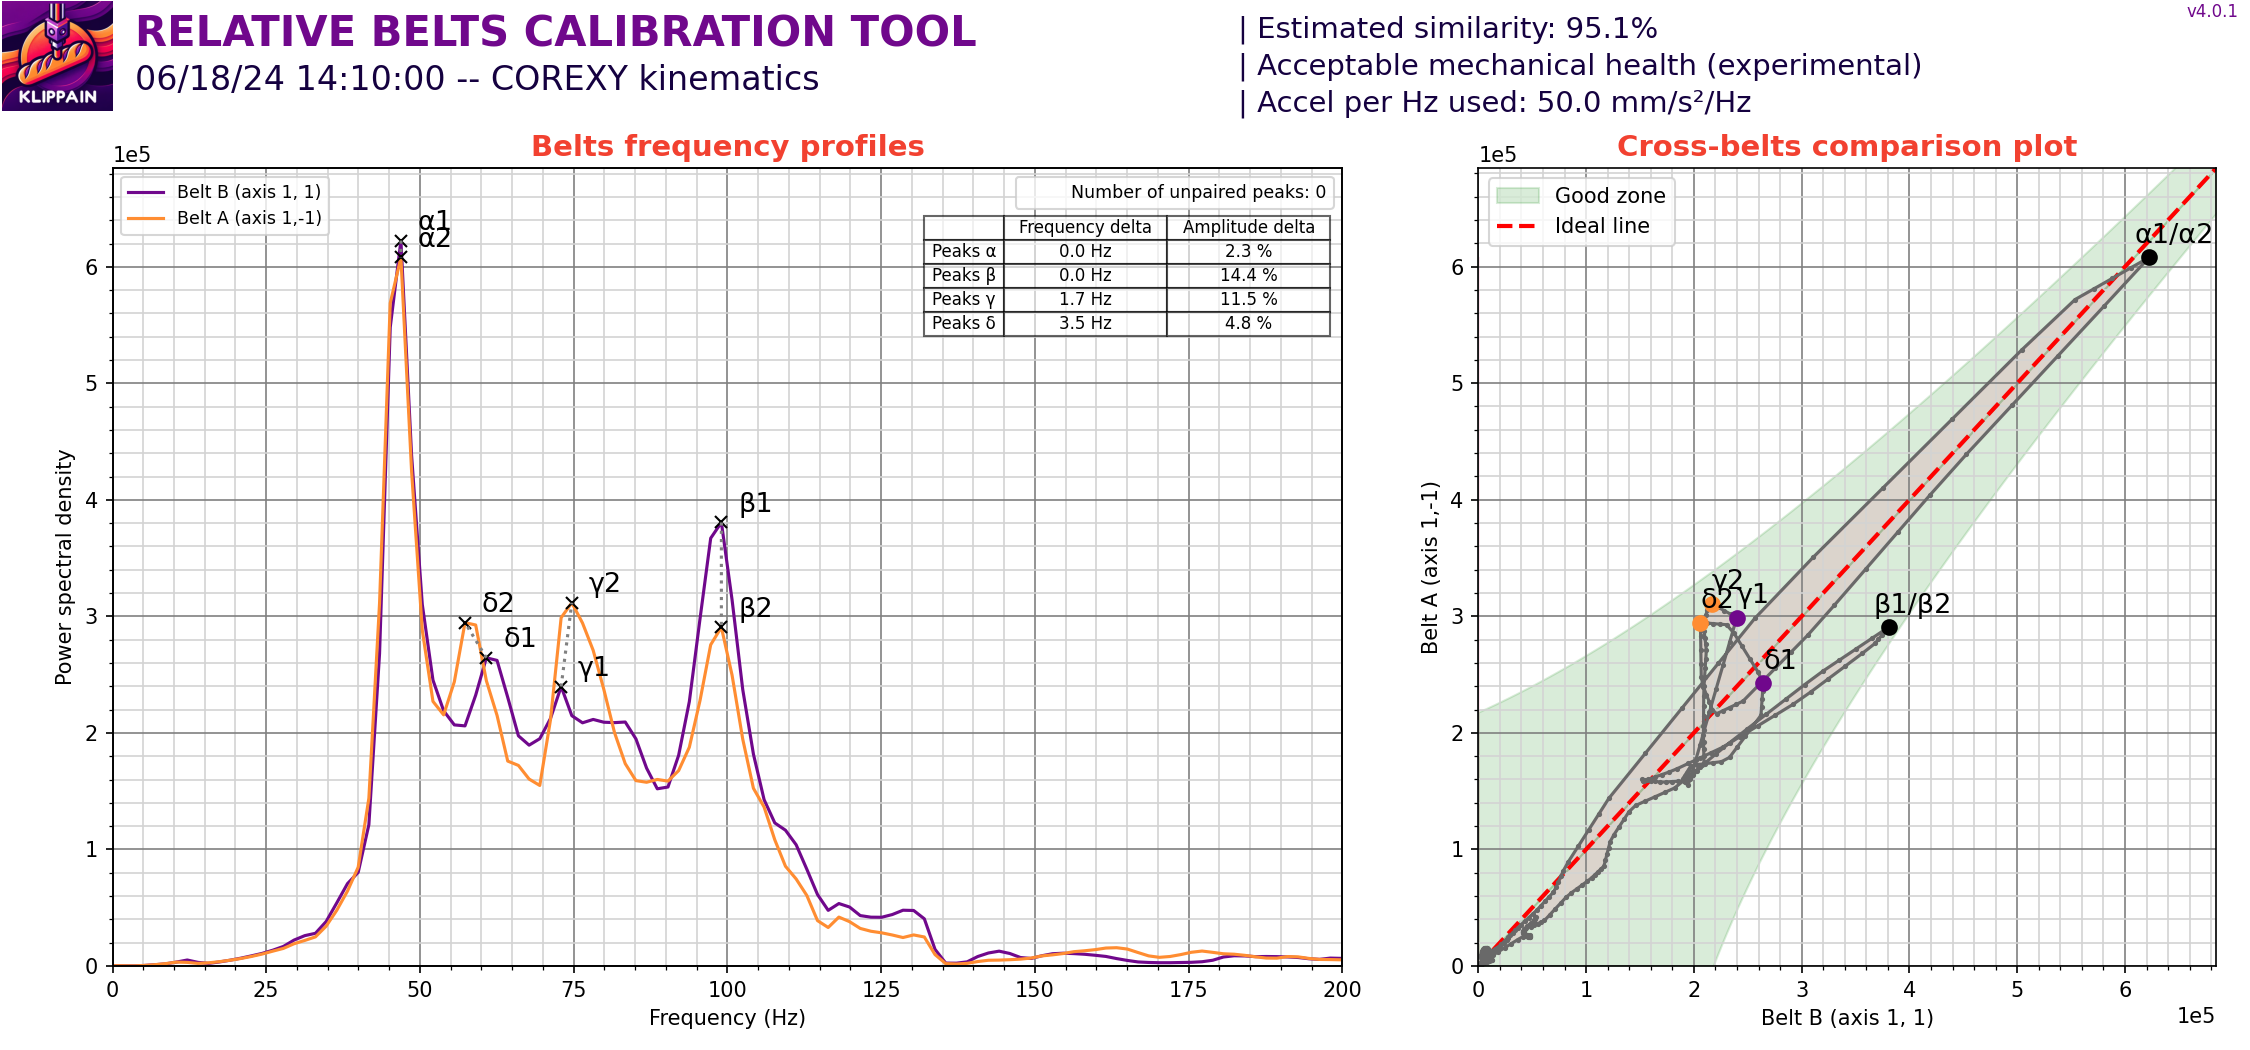 KLIPPAIN
RELATIVE BELTS CALIBRATION TOOL
06/18/24 14:10:00 -- COREXY kinematics
| Estimated similarity: 95.1%
| Acceptable mechanical health (experimental)
| Accel per Hz used: 50.0 mm/s²/Hz
v4.0.1
Belts frequency profiles
1e5
Belt B (axis 1, 1)
Belt A (axis 1,-1)
Number of unpaired peaks: 0
Frequency delta Amplitude delta
Peaks α 0.0 Hz 2.3 %
Peaks β 0.0 Hz 14.4 %
Peaks γ 1.7 Hz 11.5 %
Peaks δ 3.5 Hz 4.8 %
α1
α2
β1
γ2
δ2
β2
δ1
γ1
6
5
4
3
2
1
0
Power spectral density
0 25 50 75 100 125 150 175 200
Frequency (Hz)
Cross-belts comparison plot
1e5
Good zone
Ideal line
α1/α2
γ2
δ2
γ1
β1/β2
δ1
6
5
4
3
2
1
0
Belt A (axis 1,-1)
0 1 2 3 4 5 6
Belt B (axis 1, 1)
1e5